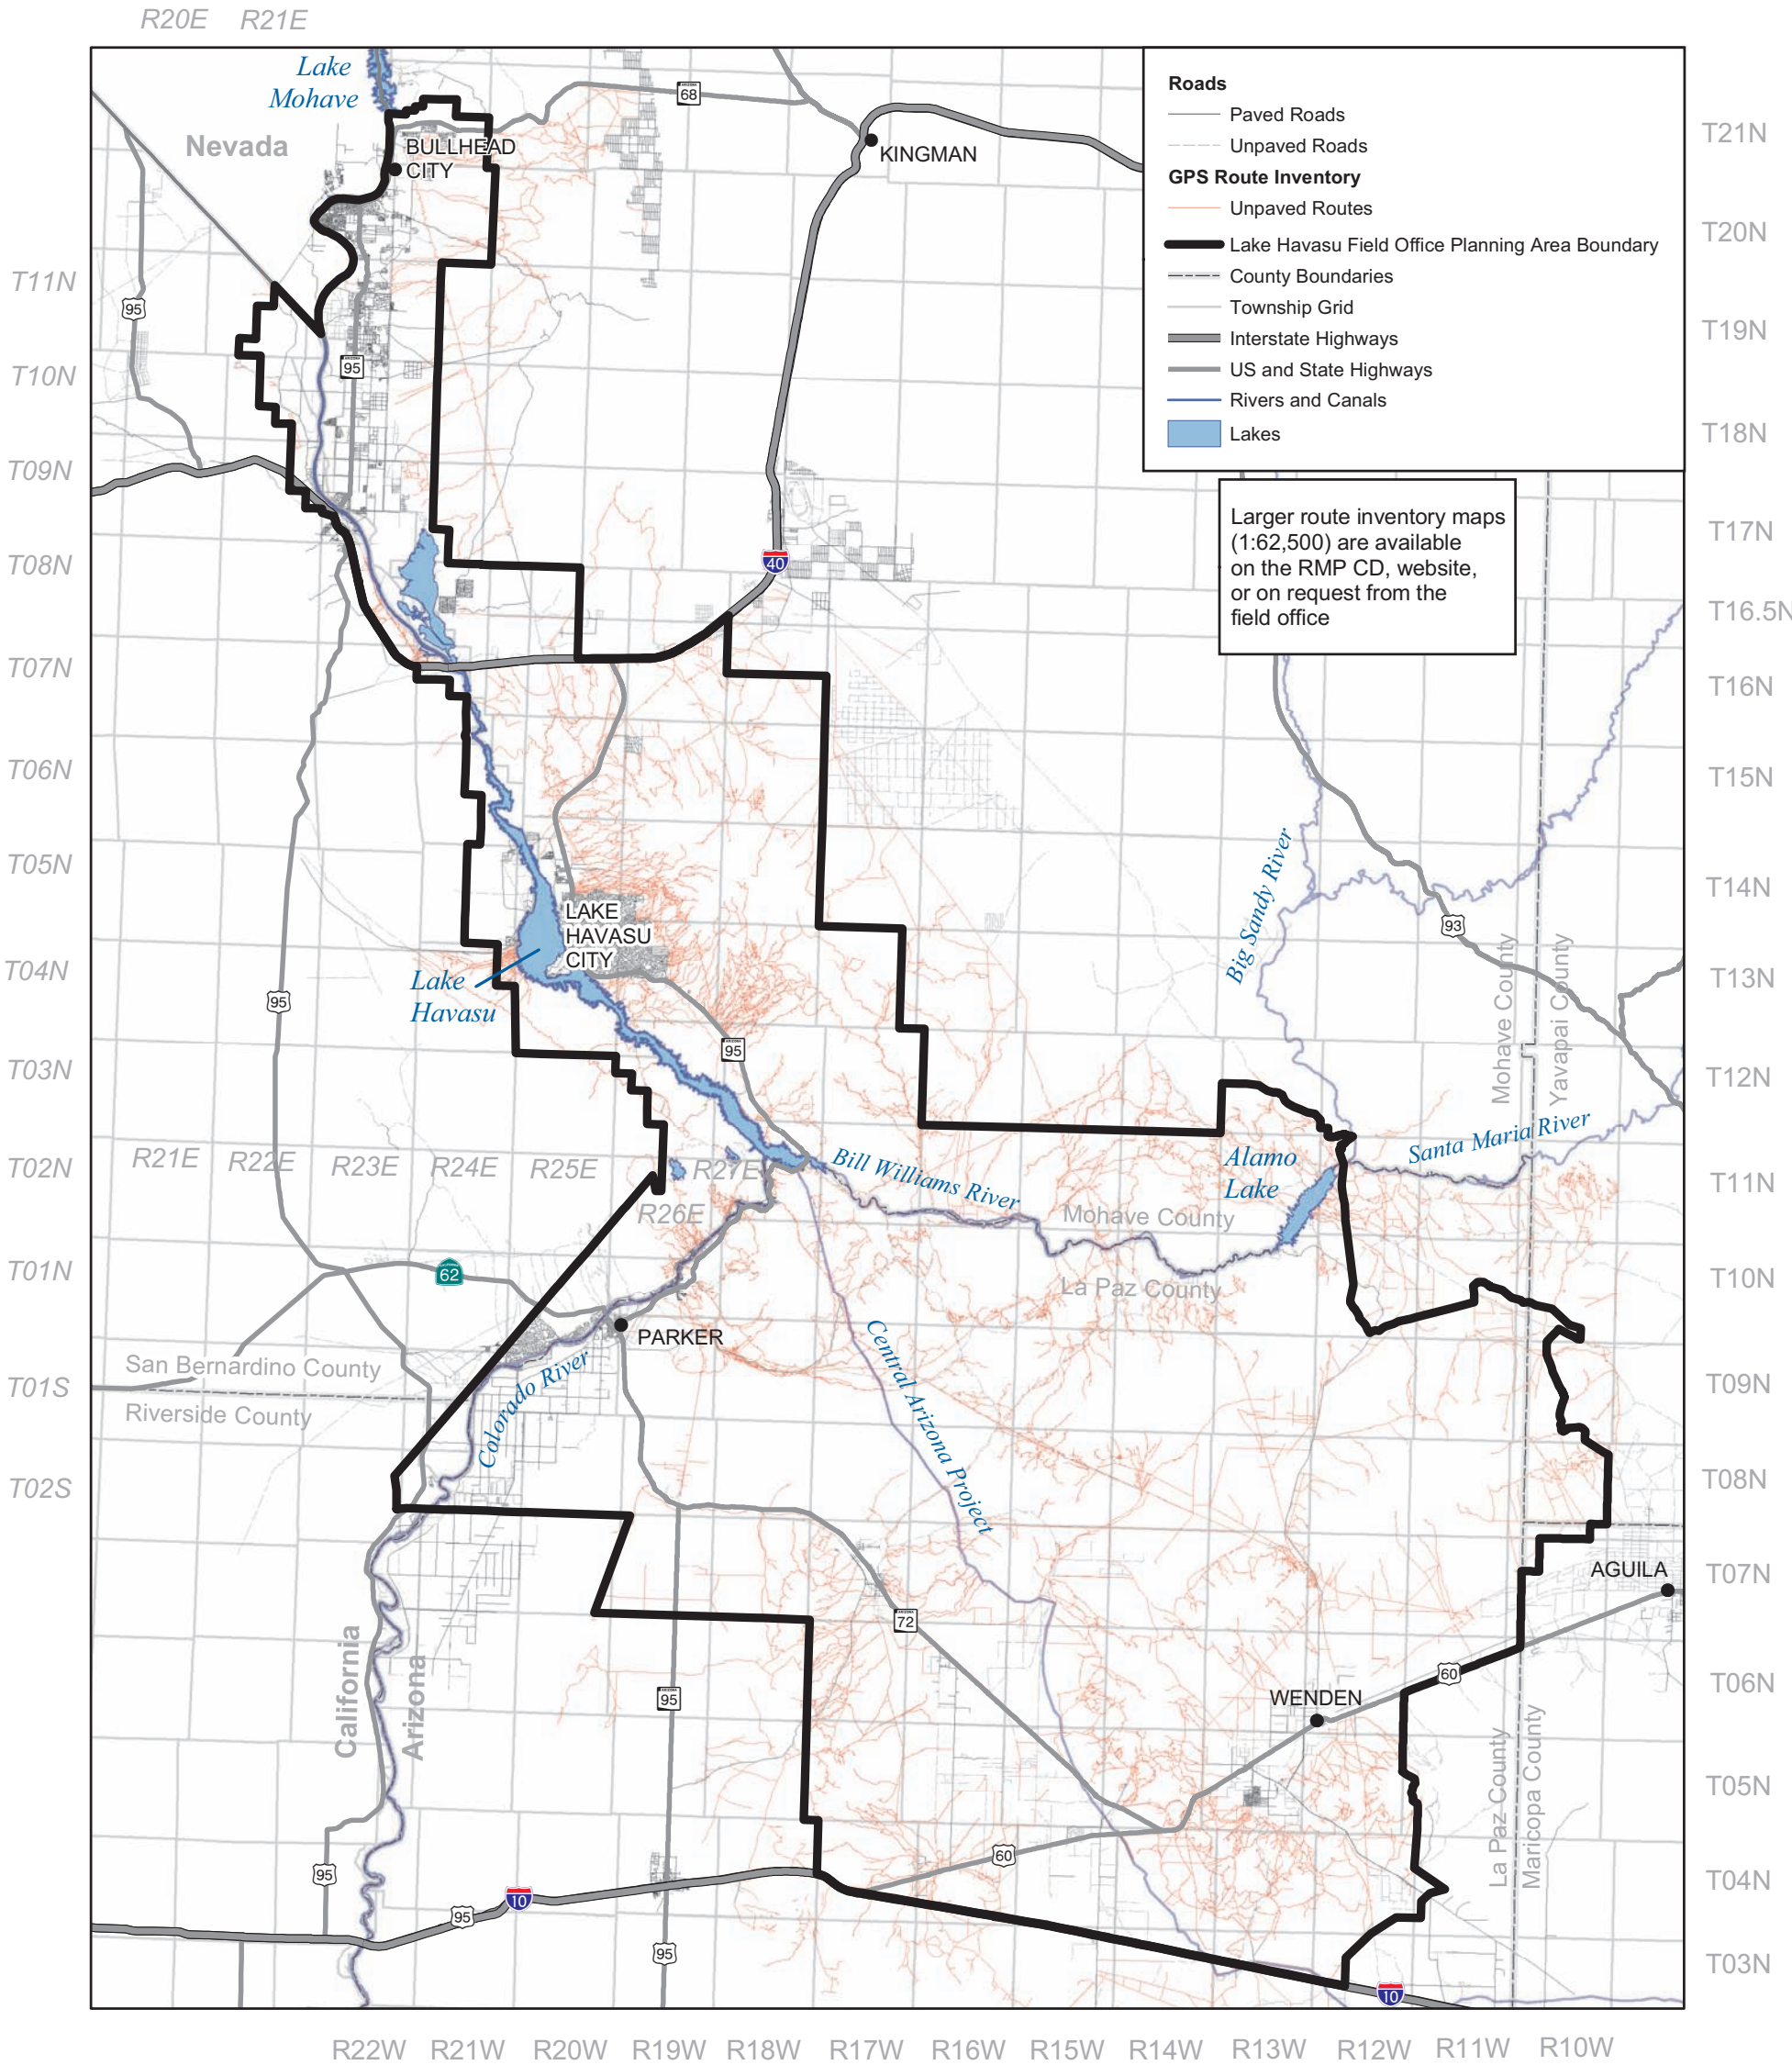 R20E R21E
Lake
Mohave
Nevada
BULLHEAD
CITY
68
KINGMAN
Roads
Paved Roads
Unpaved Roads
GPS Route Inventory
Unpaved Routes
Lake Havasu Field Office Planning Area Boundary
County Boundaries
Township Grid
Interstate Highways
US and State Highways
Rivers and Canals
Lakes
Larger route inventory maps
(1:62,500) are available
on the RMP CD, website,
or on request from the
field office
T11N
T10N
T09N
T08N
T07N
T06N
T05N
T04N
T03N
T02N
T01N
T01S
T02S
T21N
T20N
T19N
T18N
T17N
T16.5N
T16N
T15N
T14N
T13N
T12N
T11N
T10N
T09N
T08N
T07N
T06N
T05N
T04N
T03N
95
ARIZONA
95
40
LAKE
HAVASU
CITY
Lake
Havasu
95
95
Big Sandy River
93
Mohave County
Yavapai County
Santa Maria River
Alamo
Lake
Bill Williams River
Mohave County
La Paz County
R21E R22E R23E R24E R25E R27E
R26E
62
PARKER
San Bernardino County
Riverside County
Colorado River
Central Arizona Project
AGUILA
72
60
WENDEN
California
Arizona
95
La Paz County
Maricopa County
60
95
10
95
95
10
R22W R21W R20W R19W R18W R17W R16W R15W R14W R13W R12W R11W R10W